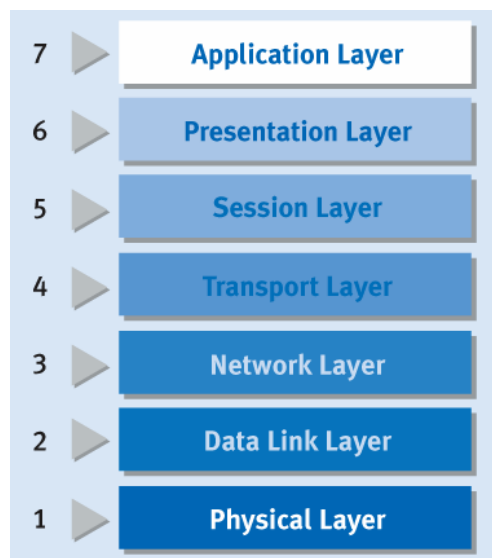 7 Application Layer
6 Presentation Layer
5 Session Layer
4 Transport Layer
3 Network Layer
2 Data Link Layer
1 Physical Layer